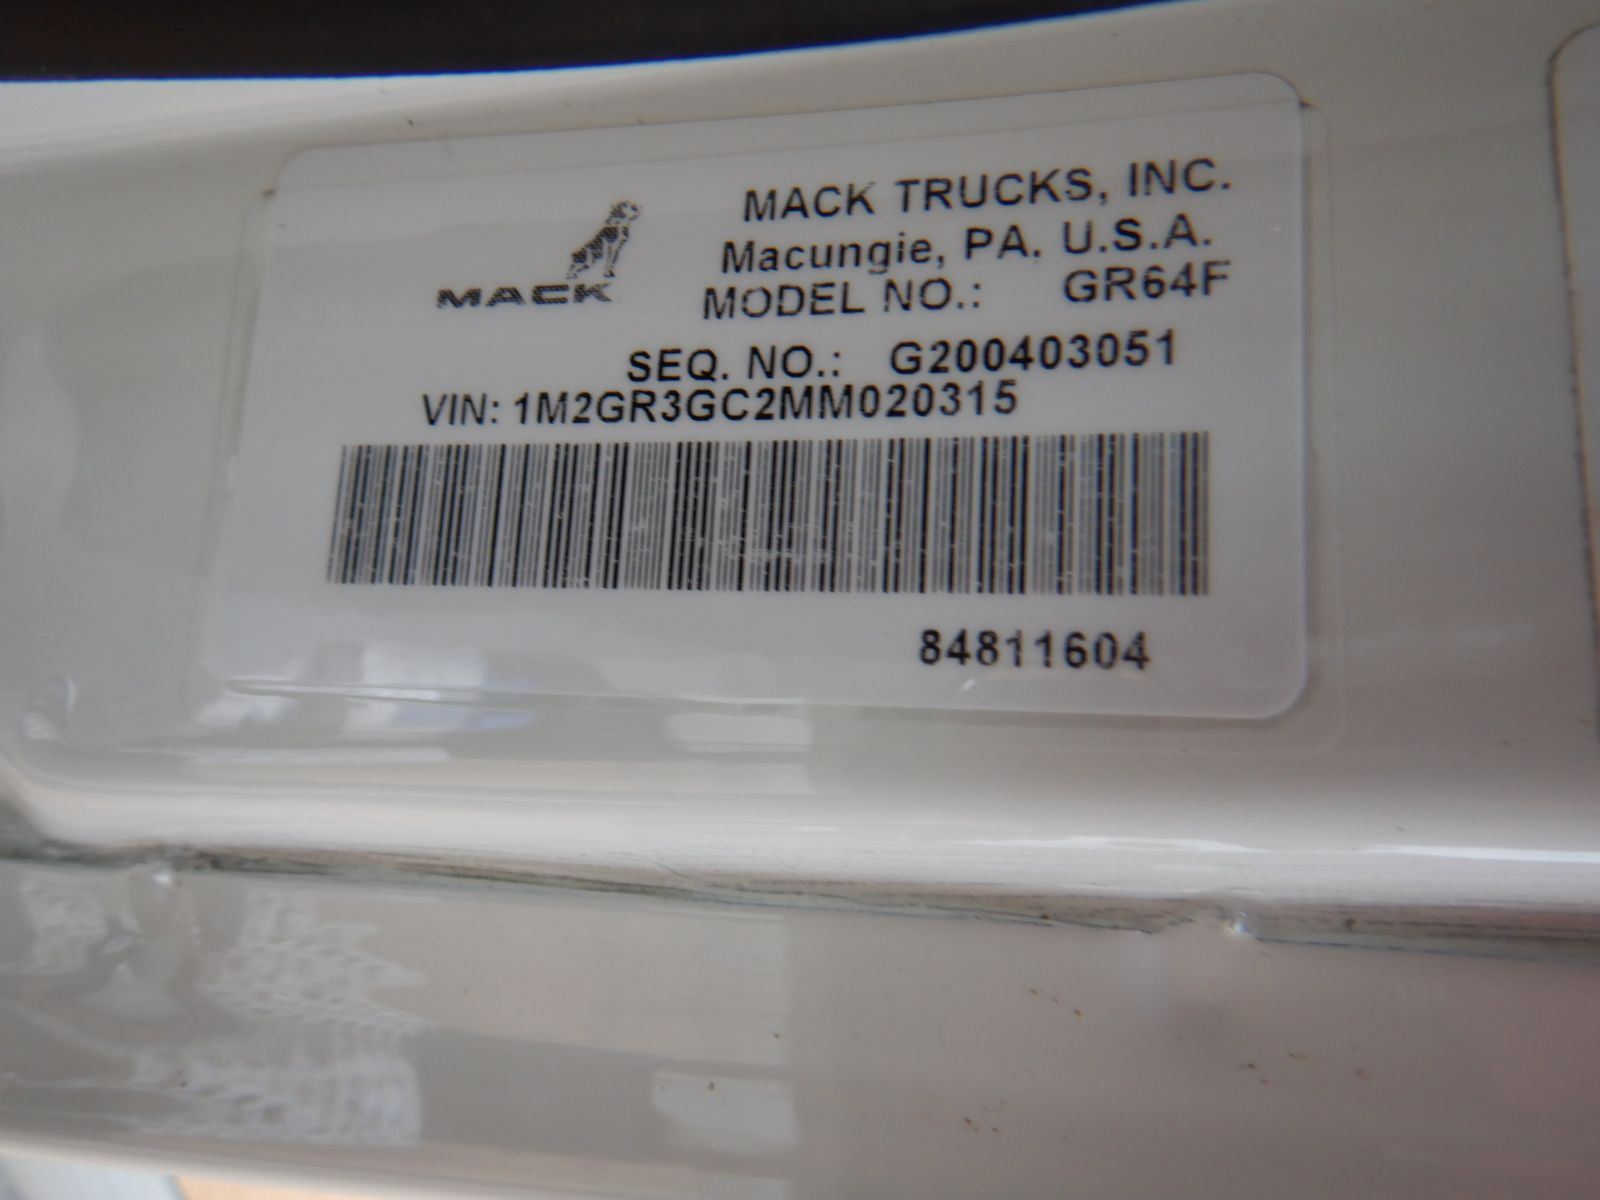 MACK
MACK TRUCKS, INC.
Macungie, PA. U.S.A.
MODEL NO.: GR64F
SEQ. NO.: G200403051
VIN: 1M2GR3GC2MM020315
84811604